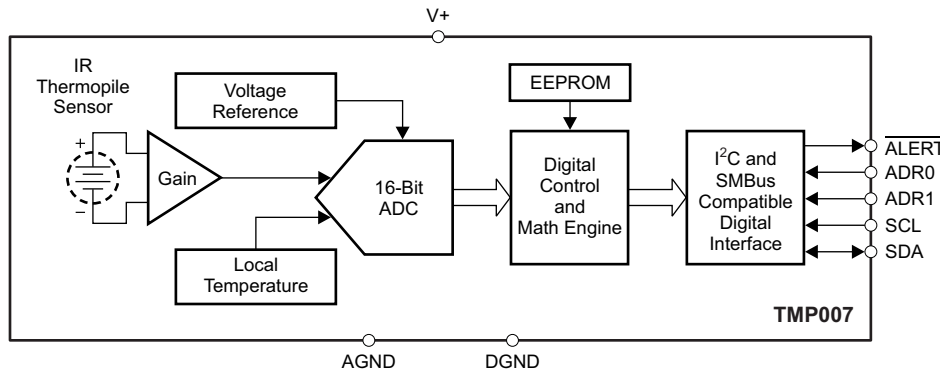 V+
IR
Thermopile
Sensor
+
−
Gain
Voltage
Reference
Local
Temperature
16-Bit
ADC
EEPROM
Digital
Control
and
Math Engine
I²C and
SMBus
Compatible
Digital
Interface
ALERT
ADR0
ADR1
SCL
SDA
TMP007
AGND
DGND